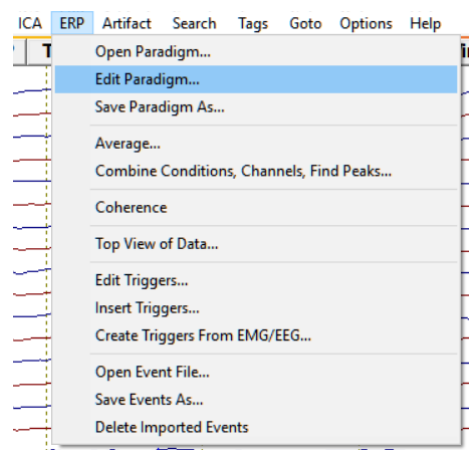 ICA ERP Artifact Search Tags Goto Options Help
Open Paradigm...
Edit Paradigm...
Save Paradigm As...
Average...
Combine Conditions, Channels, Find Peaks...
Coherence
Top View of Data...
Edit Triggers...
Insert Triggers...
Create Triggers From EMG/EEG...
Open Event File...
Save Events As...
Delete Imported Events